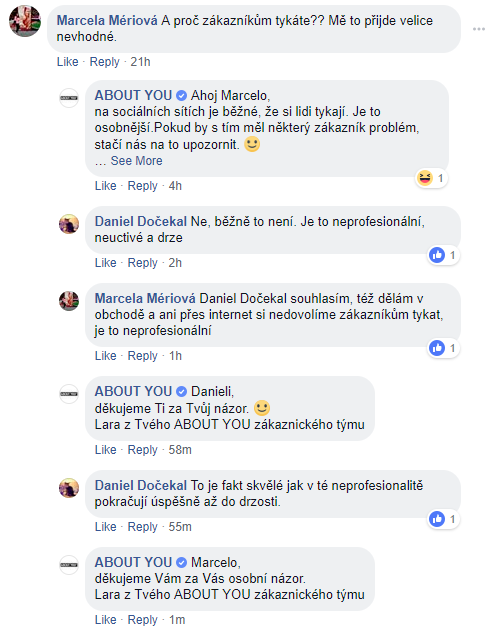 Marcela Mériová A proč zákazníkům tykáte?? Mě to přijde velice
nevhodné.
Like · Reply · 21h
ABOUT YOU Ahoj Marcelo,
na sociálních sítích je běžné, že si lidi tykají. Je to
osobnější.Pokud by s tím měl některý zákazník problém,
stačí nás na to upozornit.
... See More
1
Like · Reply · 4h
Daniel Dočekal Ne, běžně to není. Je to neprofesionální,
neuctivé a drze
1
Like · Reply · 2h
Marcela Mériová Daniel Dočekal souhlasím, též dělám v
obchodě a ani přes internet si nedovolíme zákazníkům tykat,
je to neprofesionální
1
Like · Reply · 1h
ABOUT YOU Danieli,
děkujeme Ti za Tvůj názor.
Lara z Tvého ABOUT YOU zákaznického týmu
Like · Reply · 58m
Daniel Dočekal To je fakt skvělé jak v té neprofesionalitě
pokračují úspěšně až do drzosti.
1
Like · Reply · 55m
ABOUT YOU Marcelo,
děkujeme Vám za Vás osobní názor.
Lara z Tvého ABOUT YOU zákaznického týmu
Like · Reply · 1m